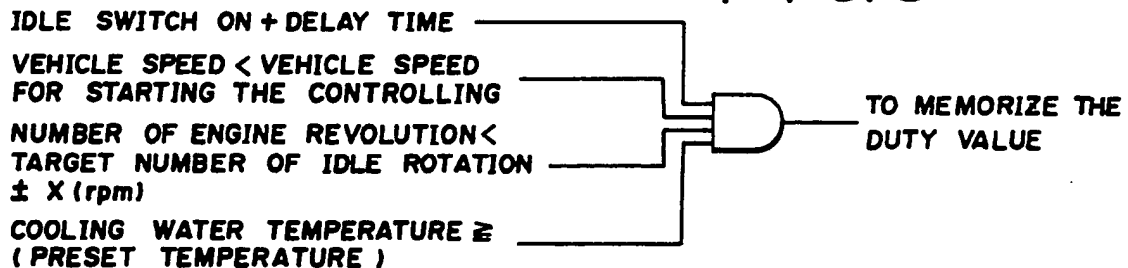 IDLE SWITCH ON + DELAY TIME
VEHICLE SPEED < VEHICLE SPEED
FOR STARTING THE CONTROLLING
NUMBER OF ENGINE REVOLUTION <
TARGET NUMBER OF IDLE ROTATION
± X (rpm)
COOLING WATER TEMPERATURE ≧
( PRESET TEMPERATURE )
TO MEMORIZE THE
DUTY VALUE